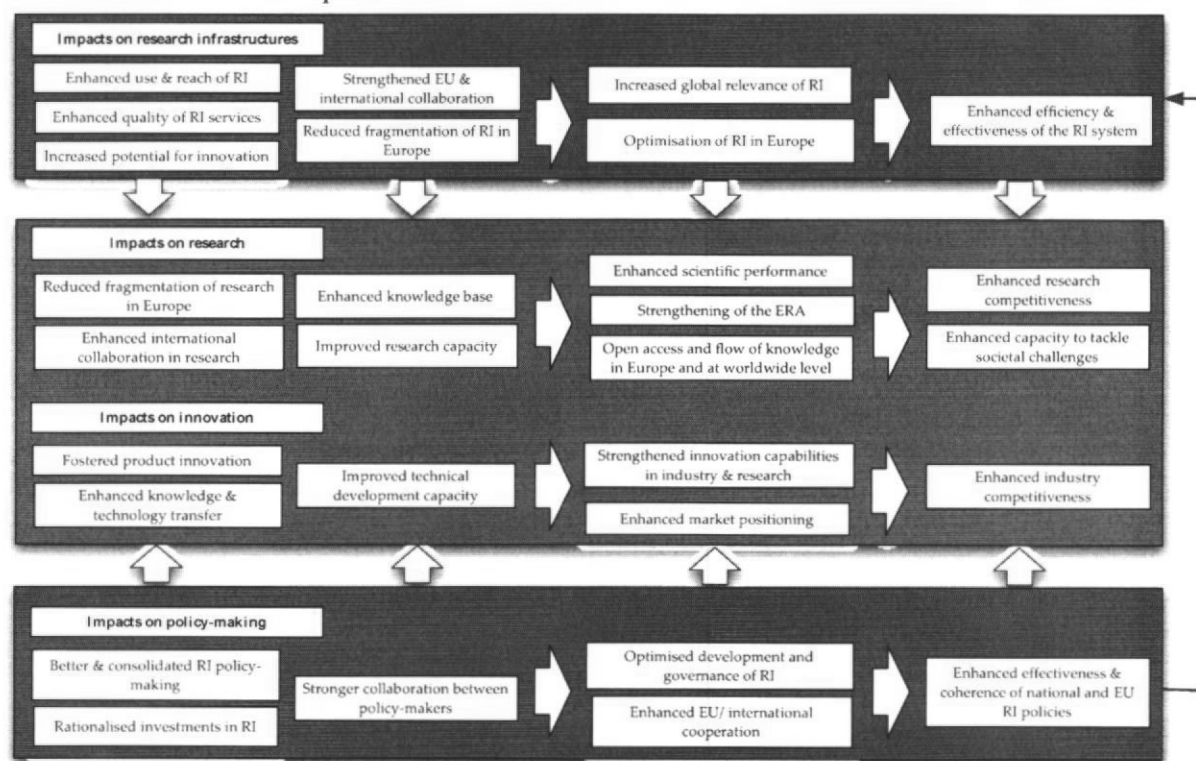 Impacts on research infrastructures
Enhanced use & reach of RI
Enhanced quality of RI services
Increased potential for innovation
Strengthened EU &
international collaboration
Reduced fragmentation of RI in
Europe
Increased global relevance of RI
Optimisation of RI in Europe
Enhanced efficiency &
effectiveness of the RI system
Impacts on research
Reduced fragmentation of research
in Europe
Enhanced international
collaboration in research
Enhanced knowledge base
Improved research capacity
Enhanced scientific performance
Strengthening of the ERA
Open access and flow of knowledge
in Europe and at worldwide level
Enhanced research
competitiveness
Enhanced capacity to tackle
societal challenges
Impacts on innovation
Fostered product innovation
Enhanced knowledge &
technology transfer
Improved technical
development capacity
Strengthened innovation capabilities
in industry & research
Enhanced market positioning
Enhanced industry
competitiveness
Impacts on policy-making
Better & consolidated RI policy-
making
Rationalised investments in RI
Stronger collaboration between
policy-makers
Optimised development and
governance of RI
Enhanced EU/ international
cooperation
Enhanced effectiveness &
coherence of national and EU
RI policies